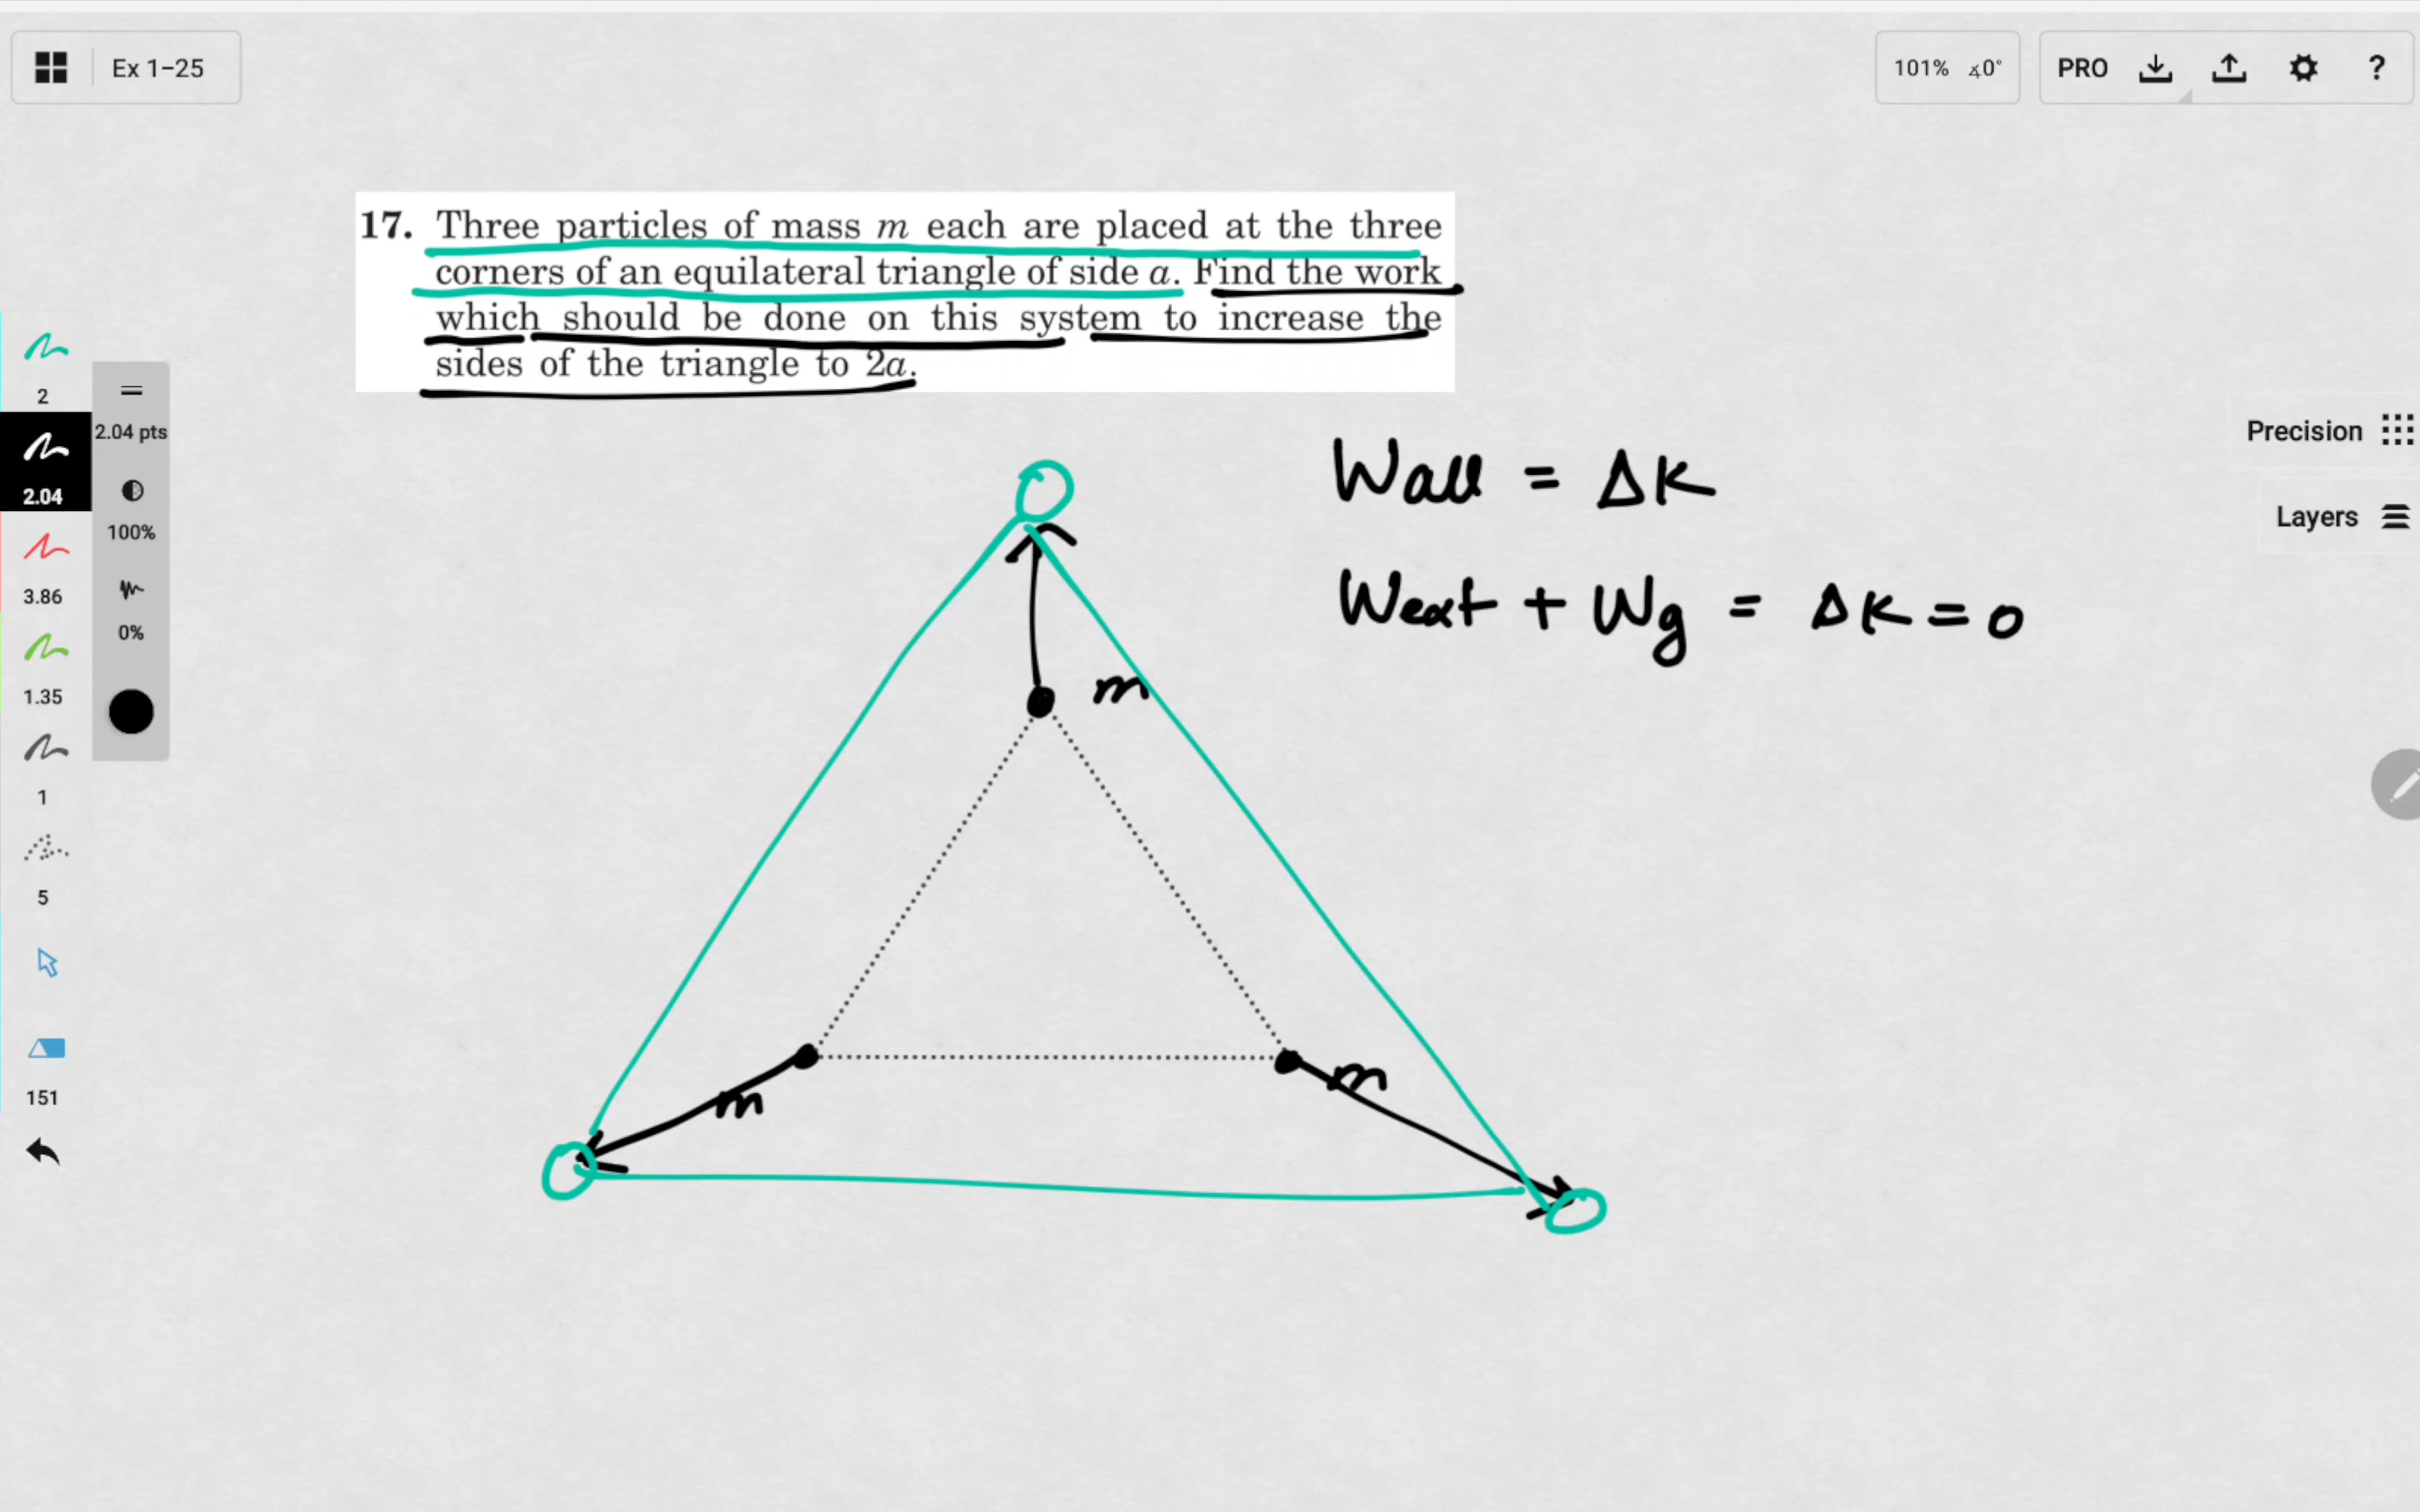 Ex 1-25
101% ∡0°
PRO
?
17. Three particles of mass m each are placed at the three
corners of an equilateral triangle of side a. Find the work
which should be done on this system to increase the
sides of the triangle to 2a.
2
2.04 pts
2.04
100%
3.86
0%
1.35
1
5
151
Precision
Layers
Wall = ΔK
Wext + Wg = ΔK = 0
m
m
m